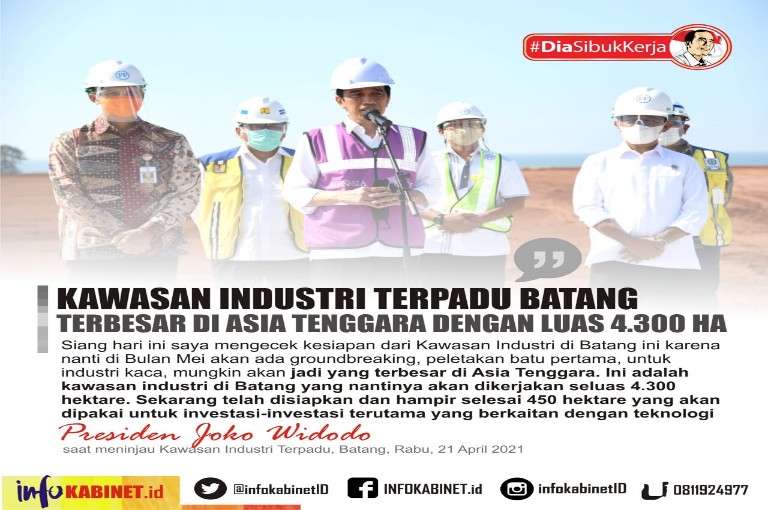 #DiaSibukKerja
KAWASAN INDUSTRI TERPADU BATANG
TERBESAR DI ASIA TENGGARA DENGAN LUAS 4.300 HA
Siang hari ini saya mengecek kesiapan dari Kawasan Industri di Batang ini karena
nanti di Bulan Mei akan ada groundbreaking, peletakan batu pertama, untuk
industri kaca, mungkin akan jadi yang terbesar di Asia Tenggara. Ini adalah
kawasan industri di Batang yang nantinya akan dikerjakan seluas 4.300
hektare. Sekarang telah disiapkan dan hampir selesai 450 hektare yang akan
dipakai untuk investasi-investasi terutama yang berkaitan dengan teknologi
Presiden Joko Widodo
saat meninjau Kawasan Industri Terpadu, Batang, Rabu, 21 April 2021
info KABINET.id
@infokabinetID
INFOKABINET.id
infokabinetID
0811924977